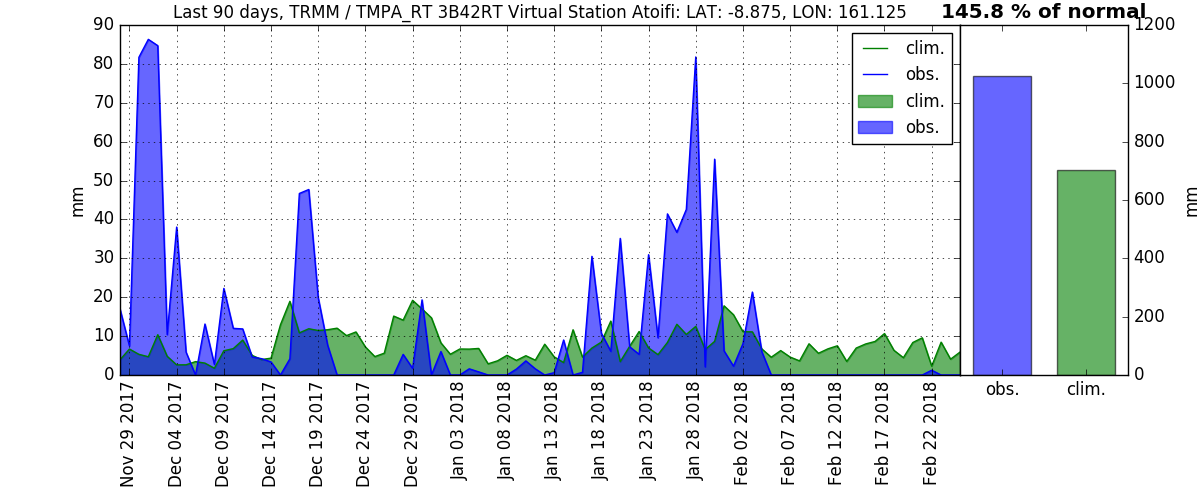 Last 90 days, TRMM / TMPA_RT 3B42RT Virtual Station Atoifi: LAT: -8.875, LON: 161.125
145.8 % of normal
clim.
obs.
clim.
obs.
mm
90
80
70
60
50
40
30
20
10
0
Nov 29 2017
Dec 04 2017
Dec 09 2017
Dec 14 2017
Dec 19 2017
Dec 24 2017
Dec 29 2017
Jan 03 2018
Jan 08 2018
Jan 13 2018
Jan 18 2018
Jan 23 2018
Jan 28 2018
Feb 02 2018
Feb 07 2018
Feb 12 2018
Feb 17 2018
Feb 22 2018
1200
1000
800
600
400
200
0
mm
obs.
clim.